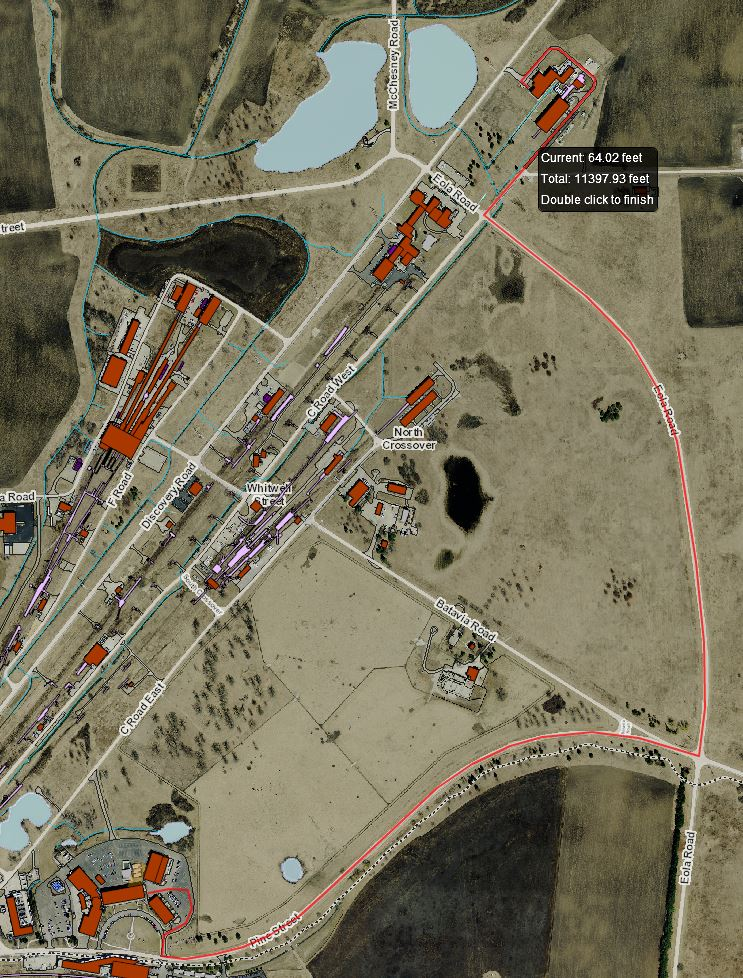 McChesney Road
Current: 64.02 feet
Total: 11397.93 feet
Double click to finish
Eola Road
treet
C Road West
Eola Road
North
Crossover
a Road
P Road
Discovery Road
Whitwell
Street
Batavia Road
C Road East
Eola Road
Pine Street